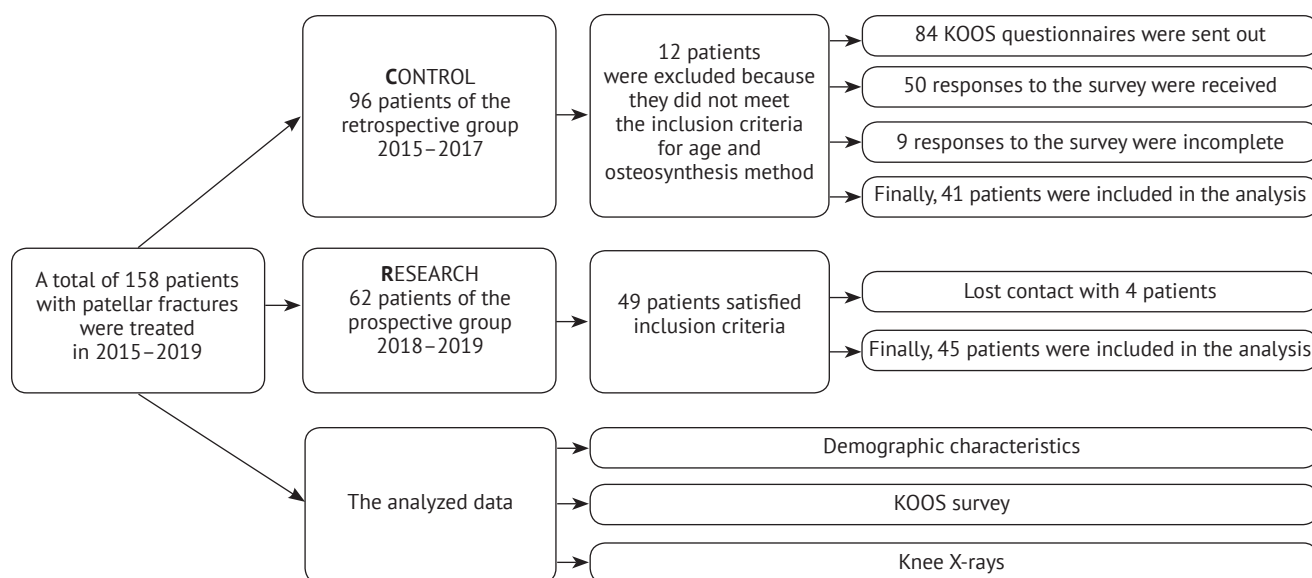 A total of 158 patients
with patellar fractures
were treated
in 2015–2019
CONTROL
96 patients of the
retrospective group
2015–2017
12 patients
were excluded because
they did not meet
the inclusion criteria
for age and
osteosynthesis method
84 KOOS questionnaires were sent out
50 responses to the survey were received
9 responses to the survey were incomplete
Finally, 41 patients were included in the analysis
RESEARCH
62 patients of the
prospective group
2018–2019
49 patients satisfied
inclusion criteria
Lost contact with 4 patients
Finally, 45 patients were included in the analysis
The analyzed data
Demographic characteristics
KOOS survey
Knee X-rays